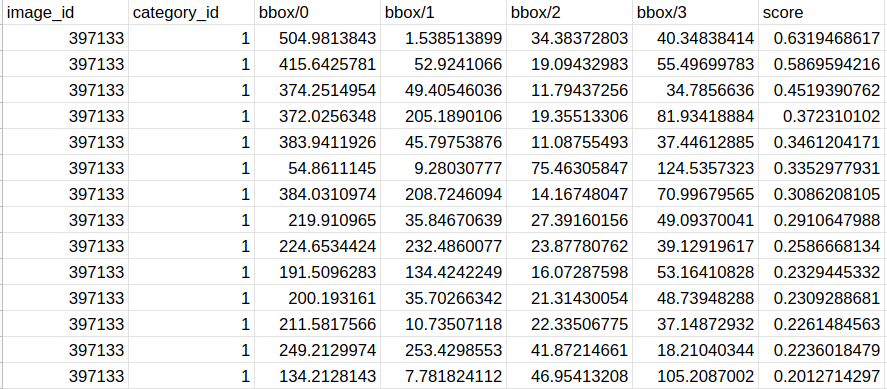 image_id category_id bbox/0 bbox/1 bbox/2 bbox/3 score
397133 1 504.9813843 1.538513899 34.38372803 40.34838414 0.6319468617
397133 1 415.6425781 52.9241066 19.09432983 55.49699783 0.5869594216
397133 1 374.2514954 49.40546036 11.79437256 34.7856636 0.4519390762
397133 1 372.0256348 205.1890106 19.35513306 81.93418884 0.372310102
397133 1 383.9411926 45.79753876 11.08755493 37.44612885 0.3461204171
397133 1 54.8611145 9.28030777 75.46305847 124.5357323 0.3352977931
397133 1 384.0310974 208.7246094 14.16748047 70.99679565 0.3086208105
397133 1 219.910965 35.84670639 27.39160156 49.09370041 0.2910647988
397133 1 224.6534424 232.4860077 23.87780762 39.12919617 0.2586668134
397133 1 191.5096283 134.4242249 16.07287598 53.16410828 0.2329445332
397133 1 200.193161 35.70266342 21.31430054 48.73948288 0.2309288681
397133 1 211.5817566 10.73507118 22.33506775 37.14872932 0.2261484563
397133 1 249.2129974 253.4298553 41.87214661 18.21040344 0.2236018479
397133 1 134.2128143 7.781824112 46.95413208 105.2087002 0.2012714297